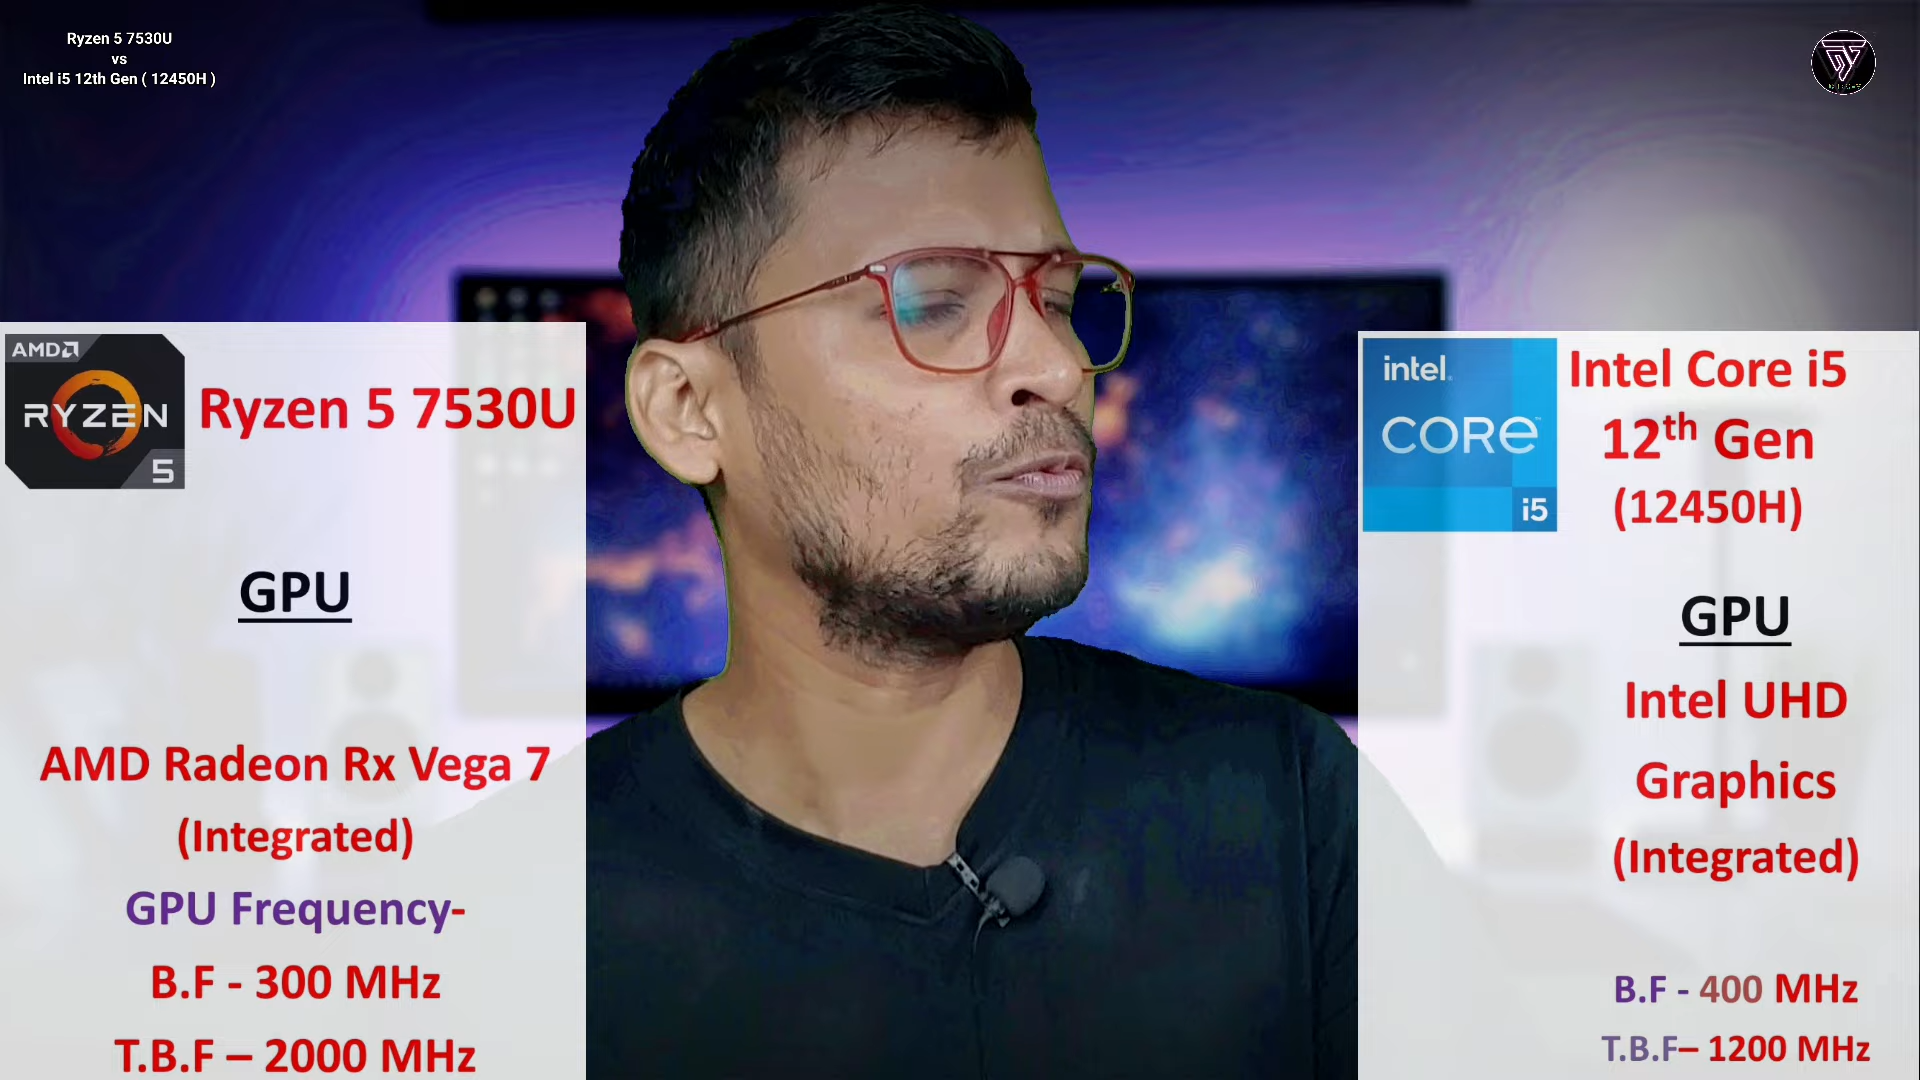 Ryzen 5 7530U
vs
Intel i5 12th Gen ( 12450H )
AMD
RYZEN
5
Ryzen 5 7530U
GPU
AMD Radeon Rx Vega 7
(Integrated)
GPU Frequency-
B.F - 300 MHz
T.B.F – 2000 MHz
intel.
CORE™
i5
Intel Core i5
12th Gen
(12450H)
GPU
Intel UHD
Graphics
(Integrated)
B.F - 400 MHz
T.B.F– 1200 MHz